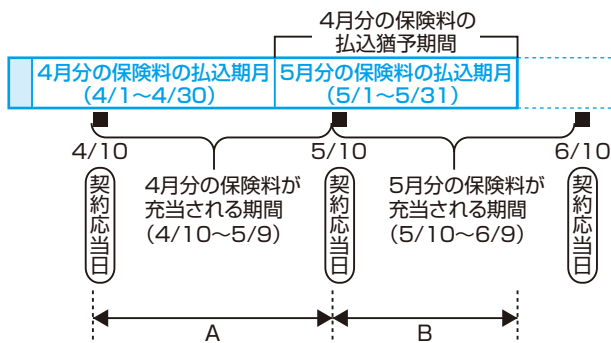 4月分の保険料の
払込猶予期間
4月分の保険料の払込期月
(4/1〜4/30)
5月分の保険料の払込期月
(5/1〜5/31)
4/10
5/10
6/10
契約応当日
4月分の保険料が
充当される期間
(4/10〜5/9)
契約応当日
5月分の保険料が
充当される期間
(5/10〜6/9)
契約応当日
A
B